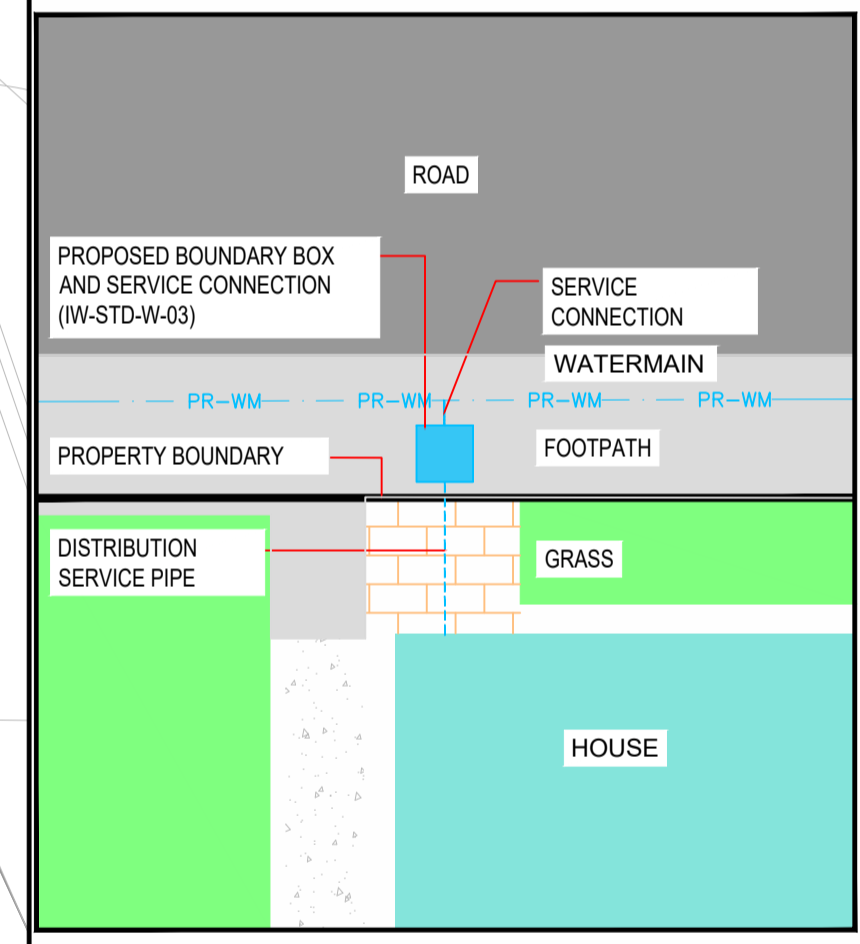 ROAD
PROPOSED BOUNDARY BOX
AND SERVICE CONNECTION
(IW-STD-W-03)
SERVICE
CONNECTION
WATERMAIN
PR-WM PR-WM PR-WM PR-WM
PROPERTY BOUNDARY
FOOTPATH
DISTRIBUTION
SERVICE PIPE
GRASS
HOUSE